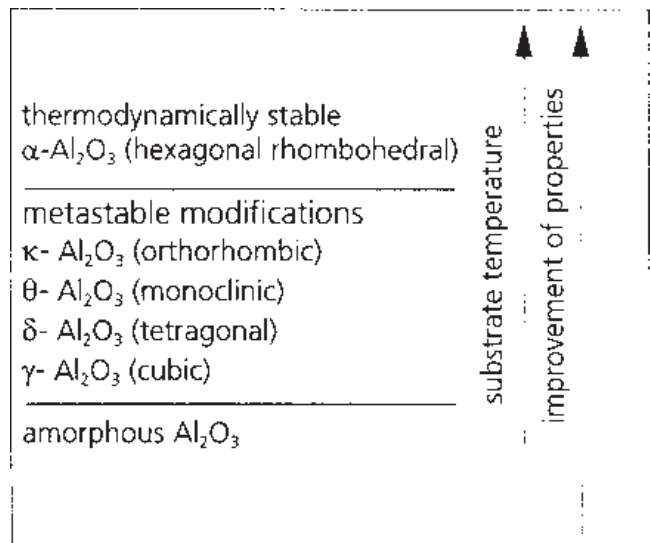 thermodynamically stable
α-Al₂O₃ (hexagonal rhombohedral)
metastable modifications
κ- Al₂O₃ (orthorhombic)
θ- Al₂O₃ (monoclinic)
δ- Al₂O₃ (tetragonal)
γ- Al₂O₃ (cubic)
amorphous Al₂O₃
substrate temperature
improvement of properties